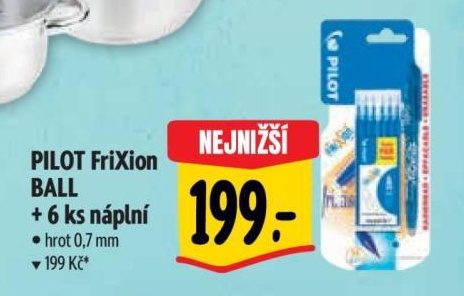 PILOT FriXion
BALL
+ 6 ks náplní
• hrot 0,7 mm
▼ 199 Kč*
NEJNIŽŠÍ
199.-
PILOT